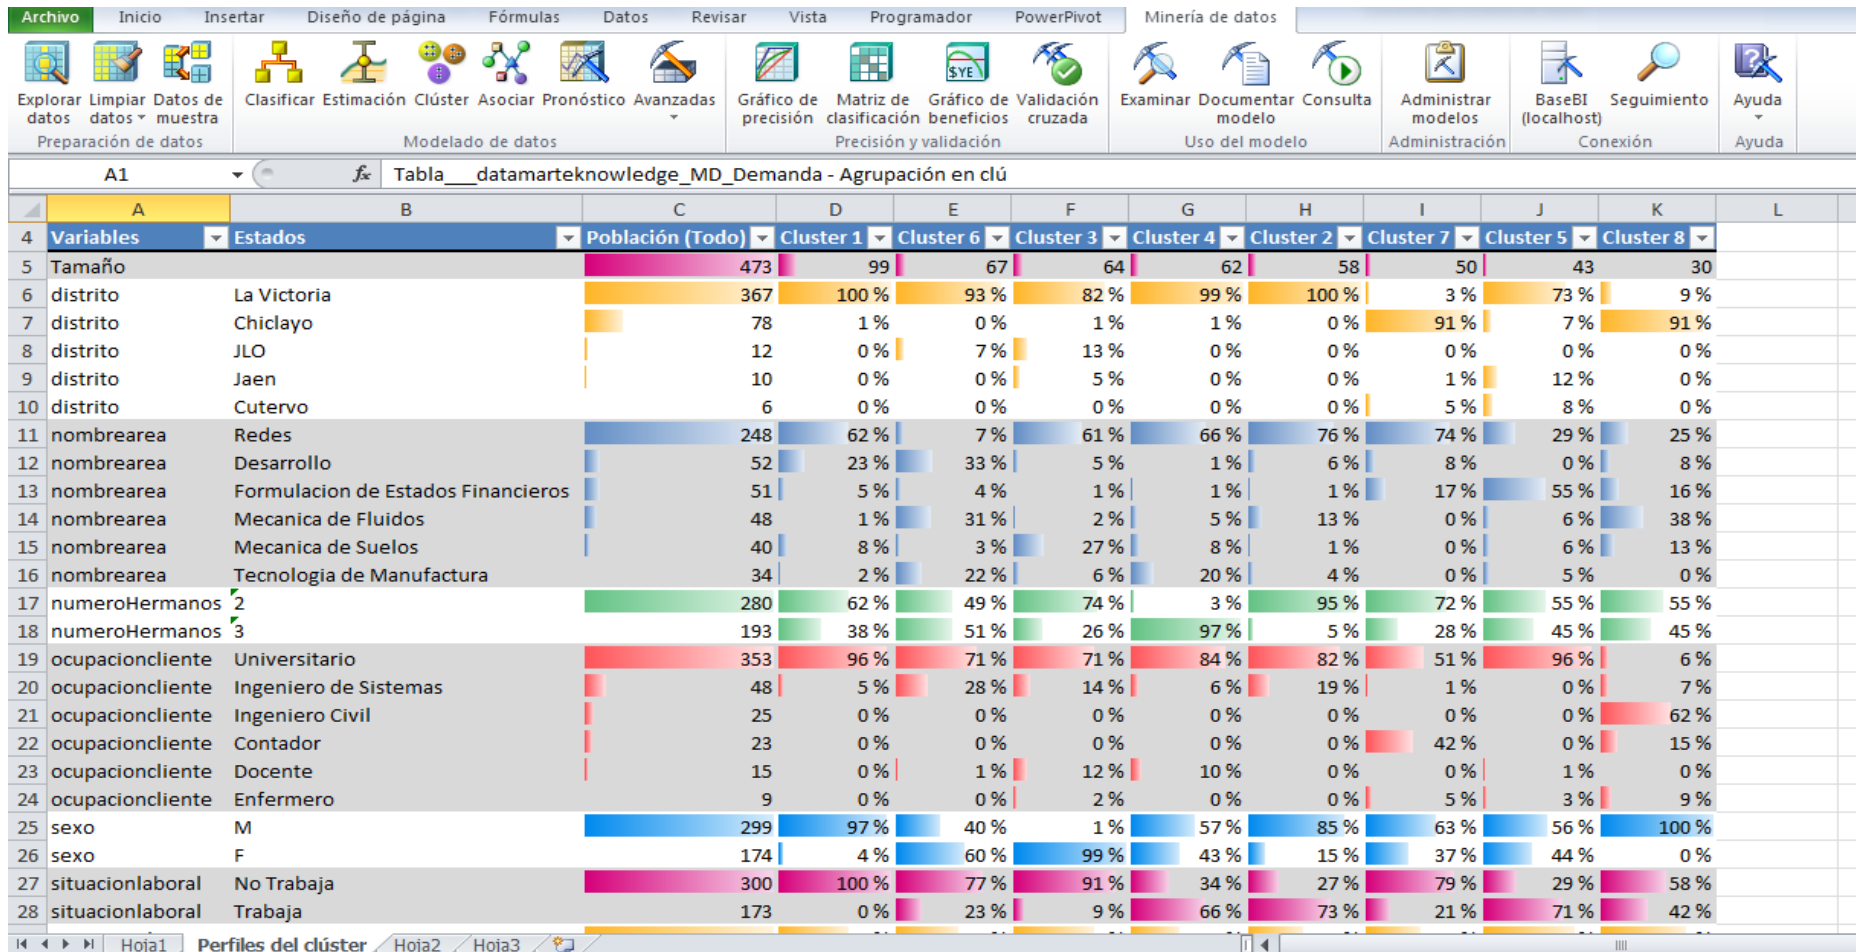 Archivo Inicio Insertar Diseño de página Fórmulas Datos Revisar Vista Programador PowerPivot Minería de datos
Explorar datos Limpiar datos Datos de muestra Clasificar Estimación Clúster Asociar Pronóstico Avanzadas Gráfico de precisión Matriz de clasificación Gráfico de beneficios Validación cruzada Examinar Documentar modelo Consulta Administrar modelos BaseBI (localhost) Seguimiento Ayuda
Preparación de datos Modelado de datos Precisión y validación Uso del modelo Administración Conexión Ayuda
A1 fx Tabla___datamarteknowledge_MD_Demanda - Agrupación en clú
A B C D E F G H I J K L
4 Variables Estados Población (Todo) Cluster 1 Cluster 6 Cluster 3 Cluster 4 Cluster 2 Cluster 7 Cluster 5 Cluster 8
5 Tamaño 473 99 67 64 62 58 50 43 30
6 distrito La Victoria 367 100 % 93 % 82 % 99 % 100 % 3 % 73 % 9 %
7 distrito Chiclayo 78 1 % 0 % 1 % 1 % 0 % 91 % 7 % 91 %
8 distrito JLO 12 0 % 7 % 13 % 0 % 0 % 0 % 0 % 0 %
9 distrito Jaen 10 0 % 0 % 5 % 0 % 0 % 1 % 12 % 0 %
10 distrito Cutervo 6 0 % 0 % 0 % 0 % 0 % 5 % 8 % 0 %
11 nombrearea Redes 248 62 % 7 % 61 % 66 % 76 % 74 % 29 % 25 %
12 nombrearea Desarrollo 52 23 % 33 % 5 % 1 % 6 % 8 % 0 % 8 %
13 nombrearea Formulacion de Estados Financieros 51 5 % 4 % 1 % 1 % 1 % 17 % 55 % 16 %
14 nombrearea Mecanica de Fluidos 48 1 % 31 % 2 % 5 % 13 % 0 % 6 % 38 %
15 nombrearea Mecanica de Suelos 40 8 % 3 % 27 % 8 % 1 % 0 % 6 % 13 %
16 nombrearea Tecnologia de Manufactura 34 2 % 22 % 6 % 20 % 4 % 0 % 5 % 0 %
17 numeroHermanos 2 280 62 % 49 % 74 % 3 % 95 % 72 % 55 % 55 %
18 numeroHermanos 3 193 38 % 51 % 26 % 97 % 5 % 28 % 45 % 45 %
19 ocupacioncliente Universitario 353 96 % 71 % 71 % 84 % 82 % 51 % 96 % 6 %
20 ocupacioncliente Ingeniero de Sistemas 48 5 % 28 % 14 % 6 % 19 % 1 % 0 % 7 %
21 ocupacioncliente Ingeniero Civil 25 0 % 0 % 0 % 0 % 0 % 0 % 0 % 62 %
22 ocupacioncliente Contador 23 0 % 0 % 0 % 0 % 0 % 42 % 0 % 15 %
23 ocupacioncliente Docente 15 0 % 1 % 12 % 10 % 0 % 0 % 1 % 0 %
24 ocupacioncliente Enfermero 9 0 % 0 % 2 % 0 % 0 % 5 % 3 % 9 %
25 sexo M 299 97 % 40 % 1 % 57 % 85 % 63 % 56 % 100 %
26 sexo F 174 4 % 60 % 99 % 43 % 15 % 37 % 44 % 0 %
27 situacionlaboral No Trabaja 300 100 % 77 % 91 % 34 % 27 % 79 % 29 % 58 %
28 situacionlaboral Trabaja 173 0 % 23 % 9 % 66 % 73 % 21 % 71 % 42 %
Hoja1 Perfiles del clúster Hoja2 Hoja3